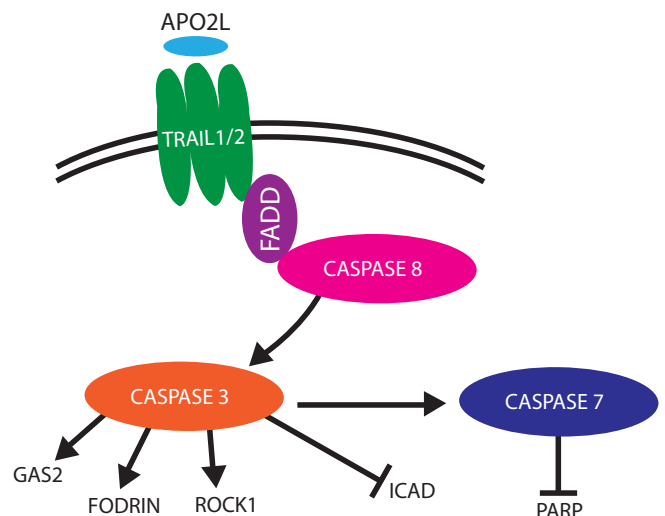 APO2L
TRAIL1/2
FADD
CASPASE 8
CASPASE 3
CASPASE 7
GAS2
FODRIN
ROCK1
ICAD
PARP